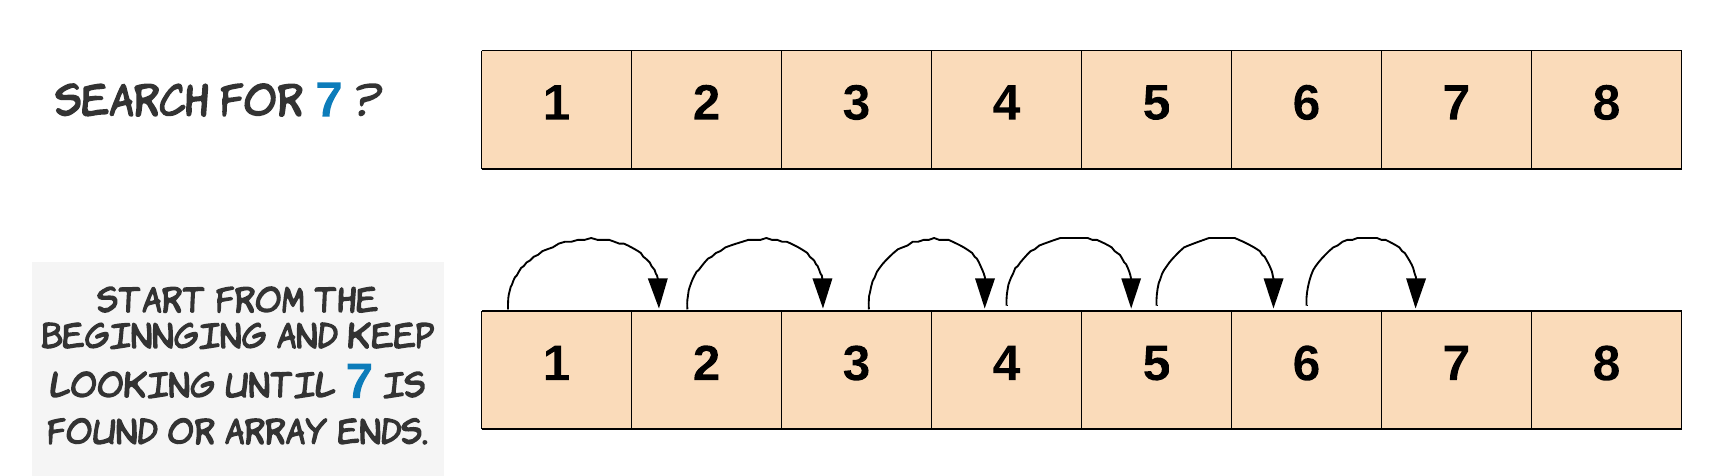 SEARCH FOR 7 ?
1 2 3 4 5 6 7 8
START FROM THE
BEGINNGING AND KEEP
LOOKING UNTIL 7 IS
FOUND OR ARRAY ENDS.
1 2 3 4 5 6 7 8